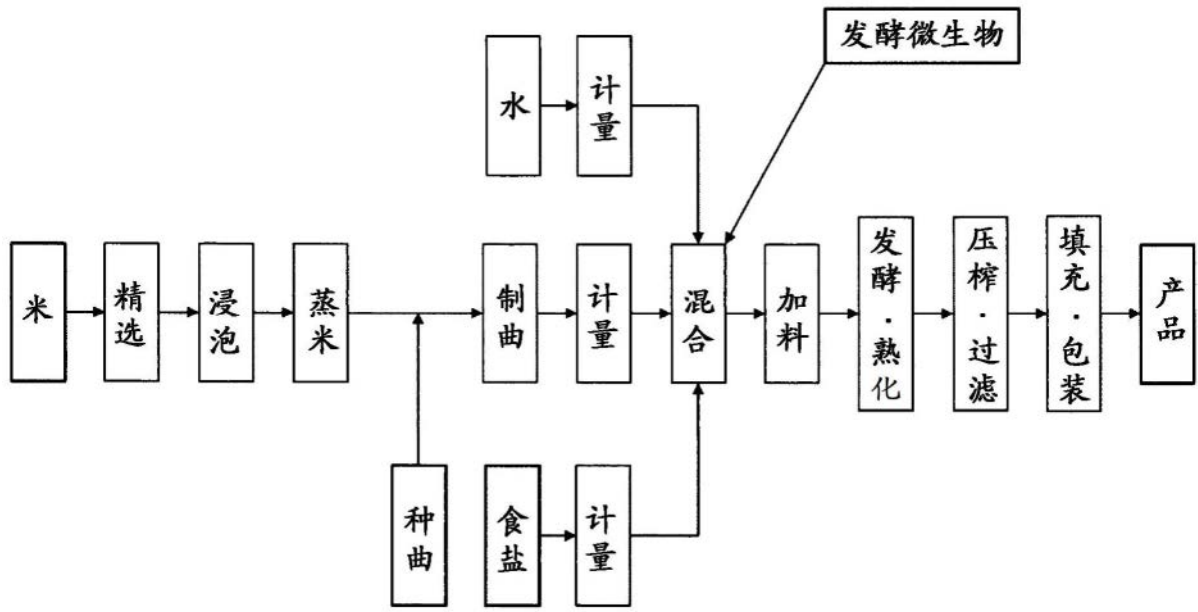 发酵微生物
水
计量
米
精选
浸泡
蒸米
制曲
计量
混合
加料
发酵·熟化
压榨·过滤
填充·包装
产品
种曲
食盐
计量